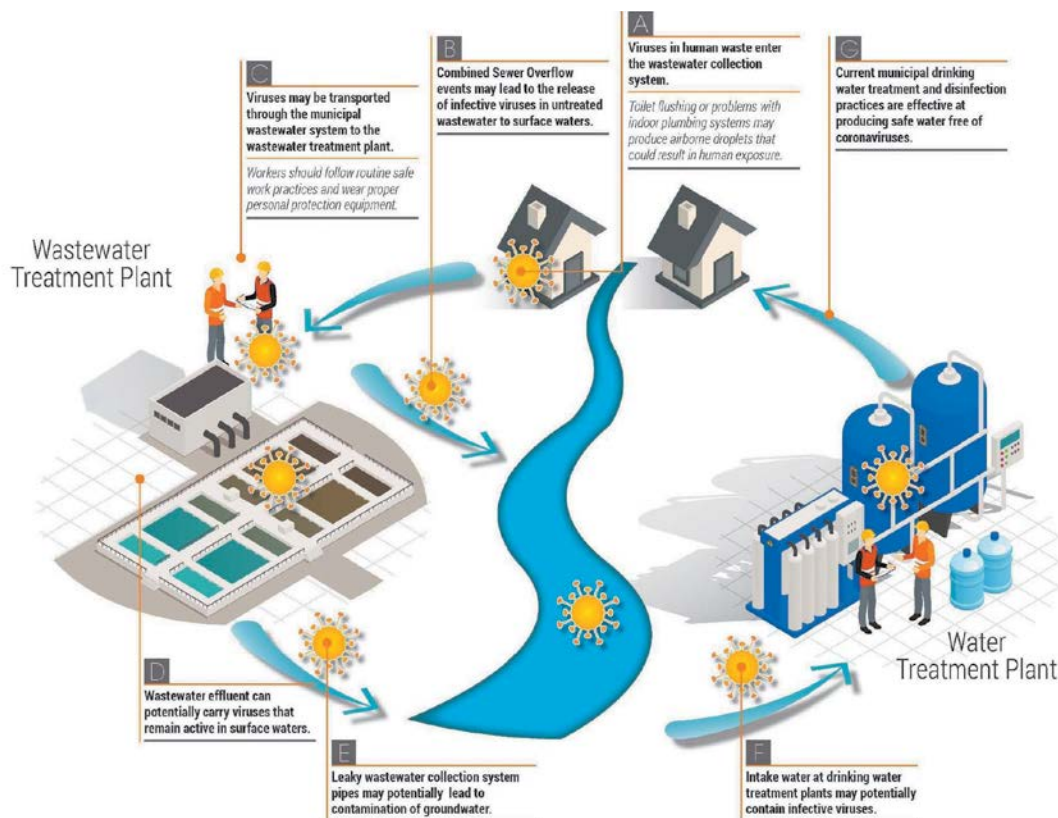 A
Viruses in human waste enter
the wastewater collection
system.
Toilet flushing or problems with
indoor plumbing systems may
produce airborne droplets that
could result in human exposure.
B
Combined Sewer Overflow
events may lead to the release
of infective viruses in untreated
wastewater to surface waters.
C
Viruses may be transported
through the municipal
wastewater system to the
wastewater treatment plant.
Workers should follow routine safe
work practices and wear proper
personal protection equipment.
G
Current municipal drinking
water treatment and disinfection
practices are effective at
producing safe water free of
coronaviruses.
Wastewater
Treatment Plant
Water
Treatment Plant
D
Wastewater effluent can
potentially carry viruses that
remain active in surface waters.
E
Leaky wastewater collection system
pipes may potentially lead to
contamination of groundwater.
F
Intake water at drinking water
treatment plants may potentially
contain infective viruses.